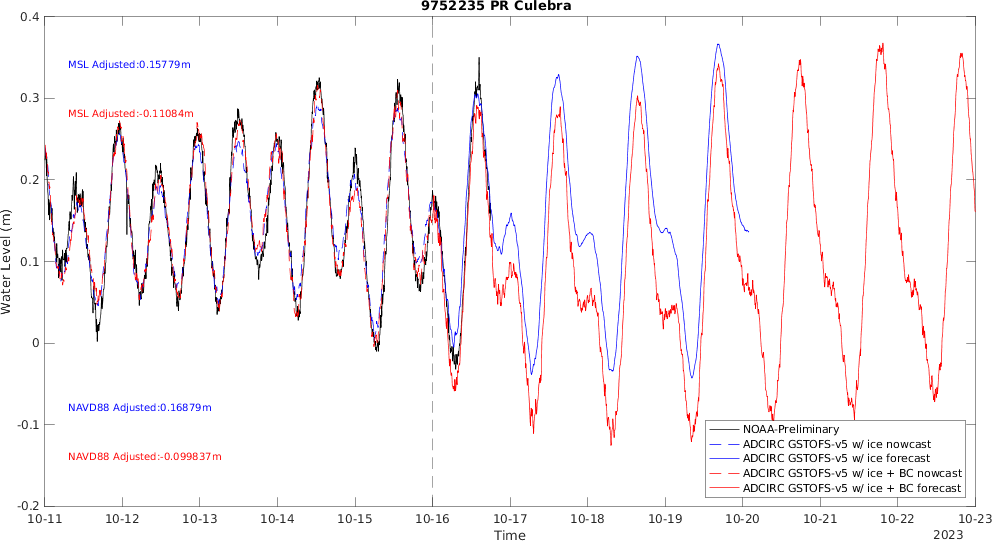 9752235 PR Culebra
0.4
0.3
0.2
0.1
0
-0.1
-0.2
Water Level (m)
MSL Adjusted:0.15779m
MSL Adjusted:-0.11084m
NAVD88 Adjusted:0.16879m
NAVD88 Adjusted:-0.099837m
NOAA-Preliminary
ADCIRC GSTOFS-v5 w/ ice nowcast
ADCIRC GSTOFS-v5 w/ ice forecast
ADCIRC GSTOFS-v5 w/ ice + BC nowcast
ADCIRC GSTOFS-v5 w/ ice + BC forecast
10-11 10-12 10-13 10-14 10-15 10-16 10-17 10-18 10-19 10-20 10-21 10-22 10-23
Time
2023